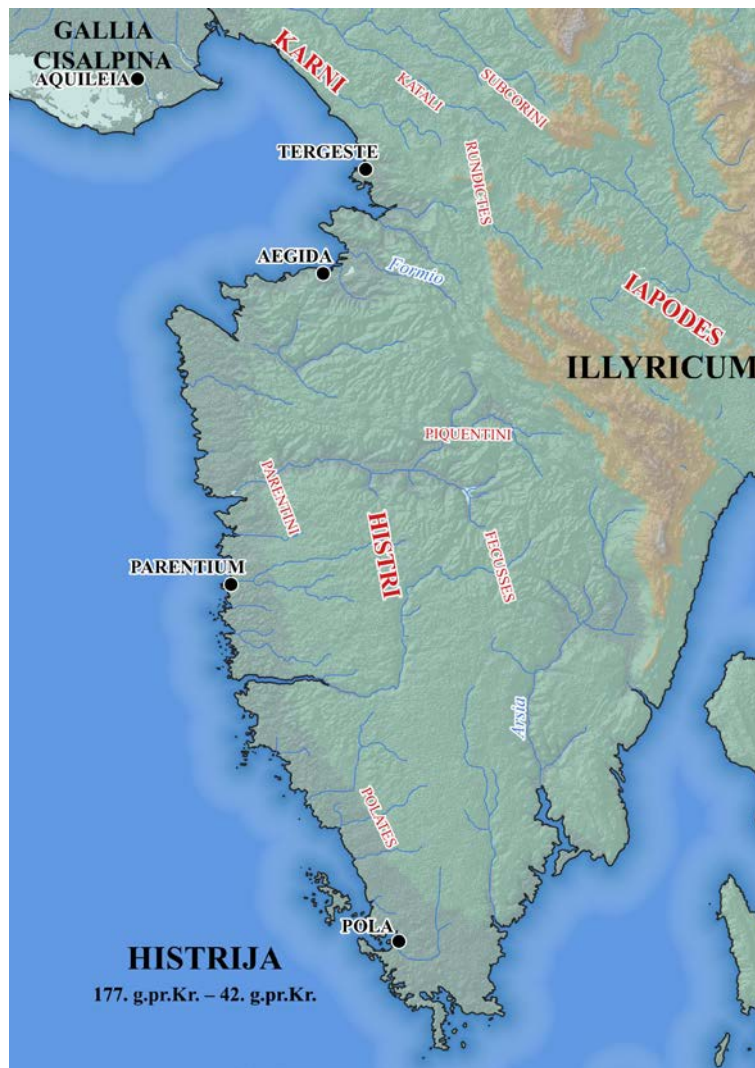 GALLIA
CISALPINA
AQUILEIA
KARNI
KATALI
SUBCORINI
TERGESTE
RUNDICTES
AEGIDA
Formio
IAPODES
ILLYRICUM
PIQUENTINI
PARENTINI
HISTRI
FECUSSES
PARENTIUM
Arsia
POLATES
POLA
HISTRIJA
177. g.pr.Kr. – 42. g.pr.Kr.